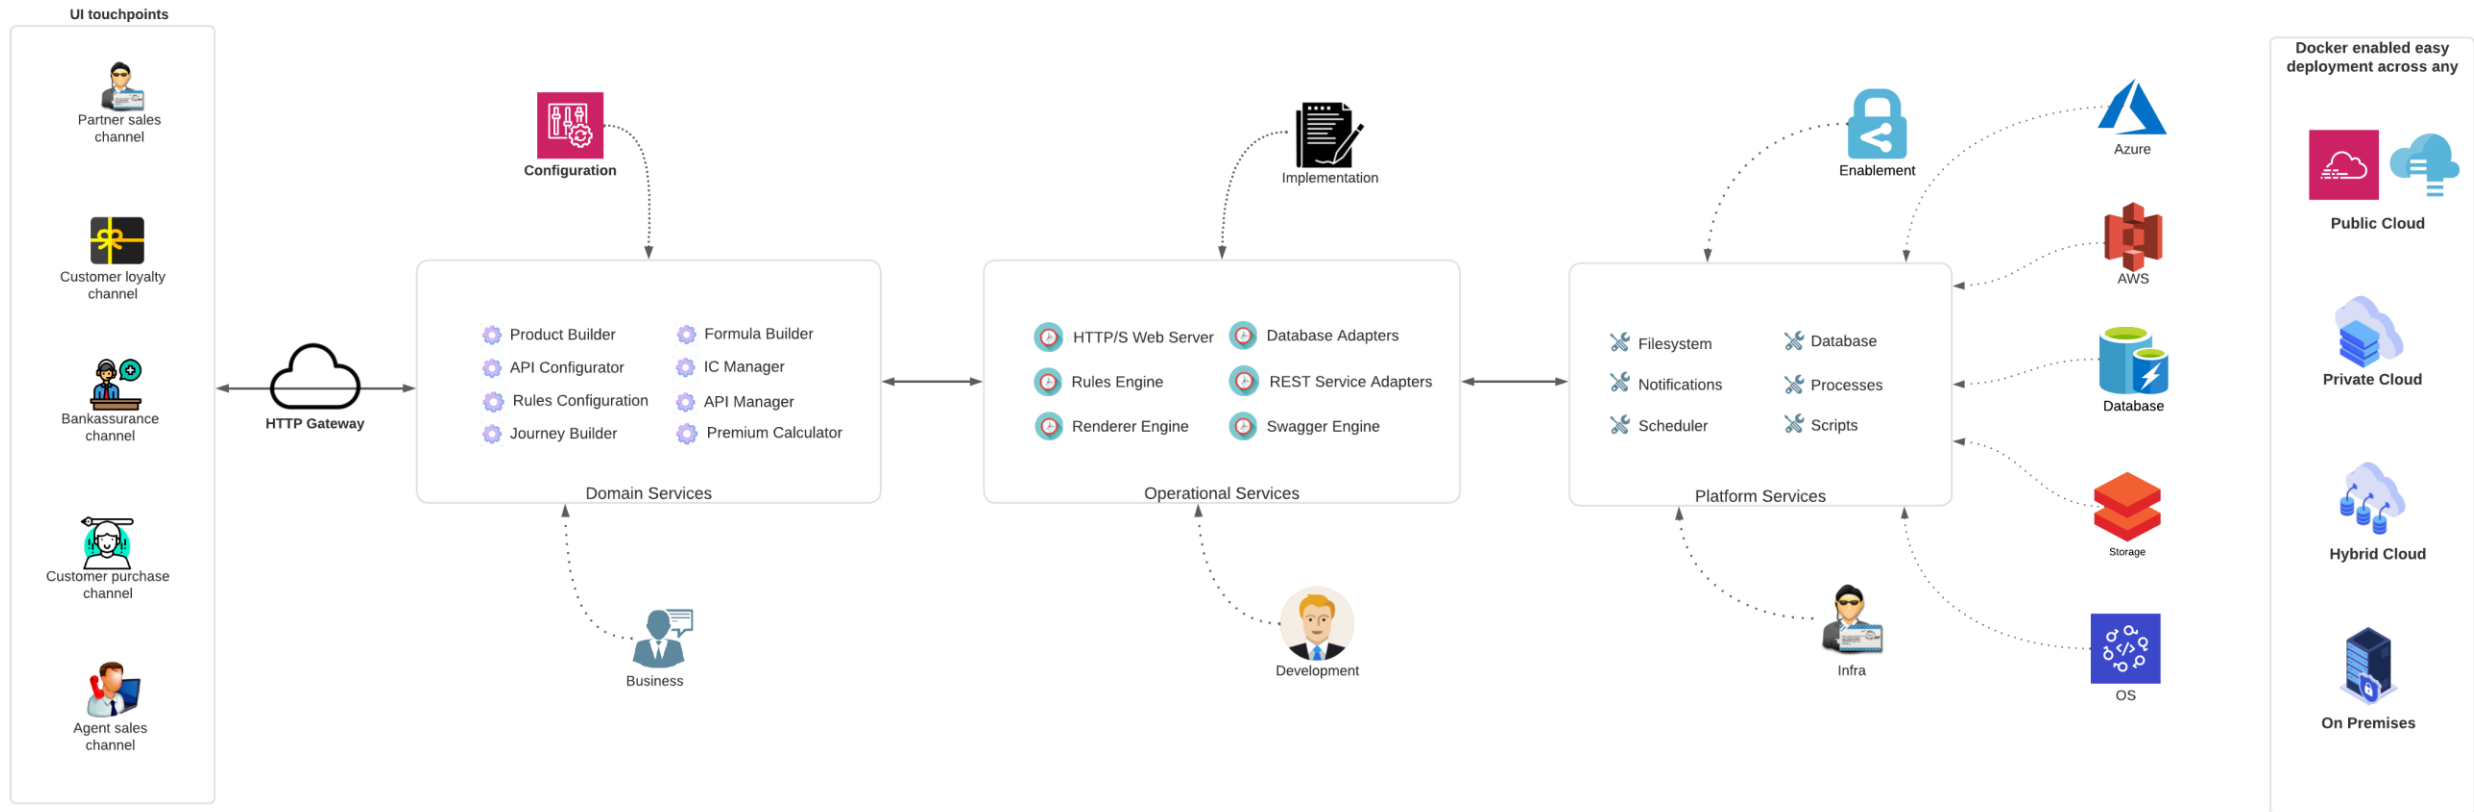 UI touchpoints
Partner sales
channel
Customer loyalty
channel
Bankassurance
channel
Customer purchase
channel
Agent sales
channel
HTTP Gateway
Configuration
Product Builder
Formula Builder
API Configurator
IC Manager
Rules Configuration
API Manager
Journey Builder
Premium Calculator
Domain Services
Business
Implementation
HTTP/S Web Server
Database Adapters
Rules Engine
REST Service Adapters
Renderer Engine
Swagger Engine
Operational Services
Development
Enablement
Filesystem
Database
Notifications
Processes
Scheduler
Scripts
Platform Services
Infra
Azure
AWS
Database
Storage
OS
Docker enabled easy
deployment across any
Public Cloud
Private Cloud
Hybrid Cloud
On Premises